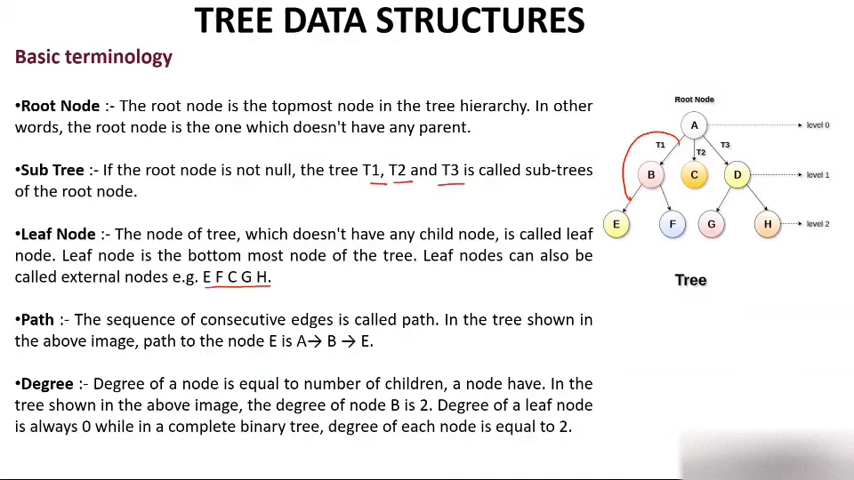 TREE DATA STRUCTURES
Basic terminology
•Root Node :- The root node is the topmost node in the tree hierarchy. In other
words, the root node is the one which doesn't have any parent.
•Sub Tree :- If the root node is not null, the tree T1, T2 and T3 is called sub-trees
of the root node.
•Leaf Node :- The node of tree, which doesn't have any child node, is called leaf
node. Leaf node is the bottom most node of the tree. Leaf nodes can also be
called external nodes e.g. E F C G H.
•Path :- The sequence of consecutive edges is called path. In the tree shown in
the above image, path to the node E is A→ B → E.
•Degree :- Degree of a node is equal to number of children, a node have. In the
tree shown in the above image, the degree of node B is 2. Degree of a leaf node
is always 0 while in a complete binary tree, degree of each node is equal to 2.
Root Node
A level 0
T1 T2 T3
B C D level 1
E F G H level 2
Tree